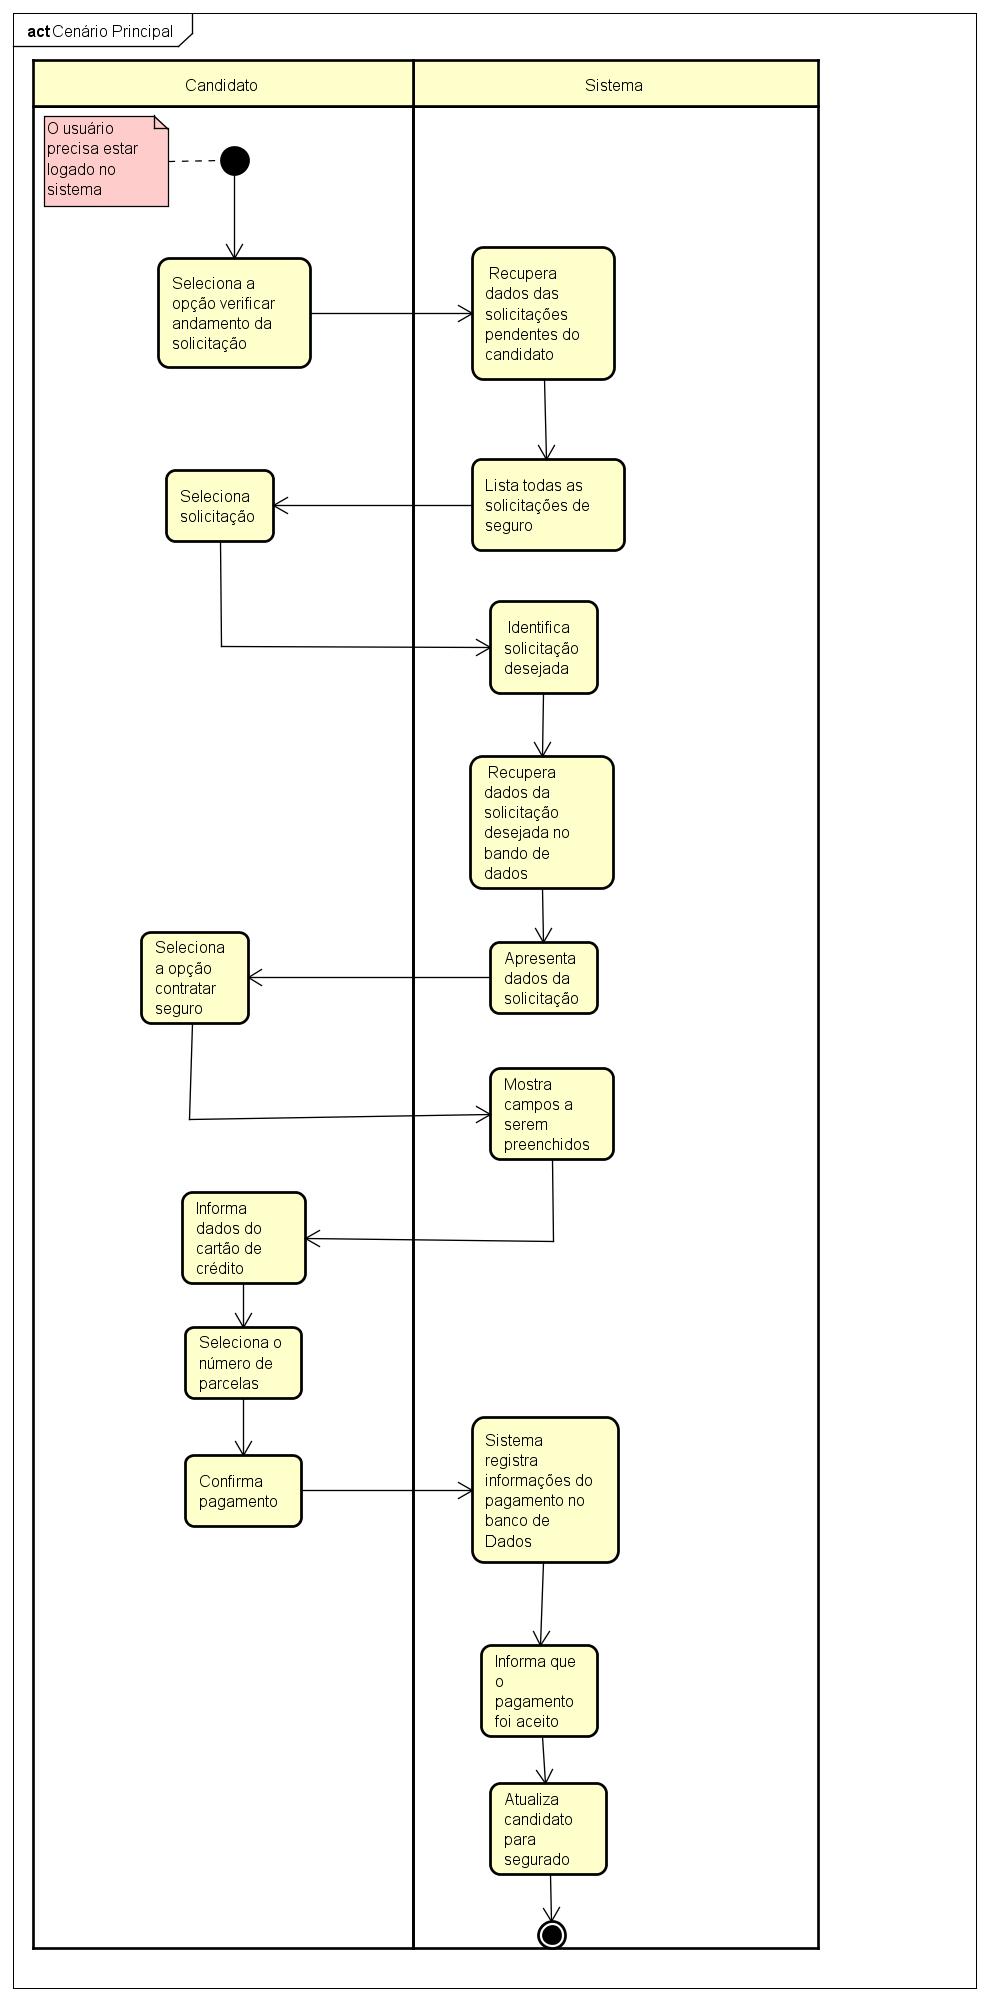 act Cenário Principal
Candidato
Sistema
O usuário
precisa estar
logado no
sistema
Seleciona a
opção verificar
andamento da
solicitação
Recupera
dados das
solicitações
pendentes do
candidato
Lista todas as
solicitações de
seguro
Seleciona
solicitação
Identifica
solicitação
desejada
Recupera
dados da
solicitação
desejada no
bando de
dados
Apresenta
dados da
solicitação
Seleciona
a opção
contratar
seguro
Mostra
campos a
serem
preenchidos
Informa
dados do
cartão de
crédito
Seleciona o
número de
parcelas
Confirma
pagamento
Sistema
registra
informações do
pagamento no
banco de
Dados
Informa que
o
pagamento
foi aceito
Atualiza
candidato
para
segurado